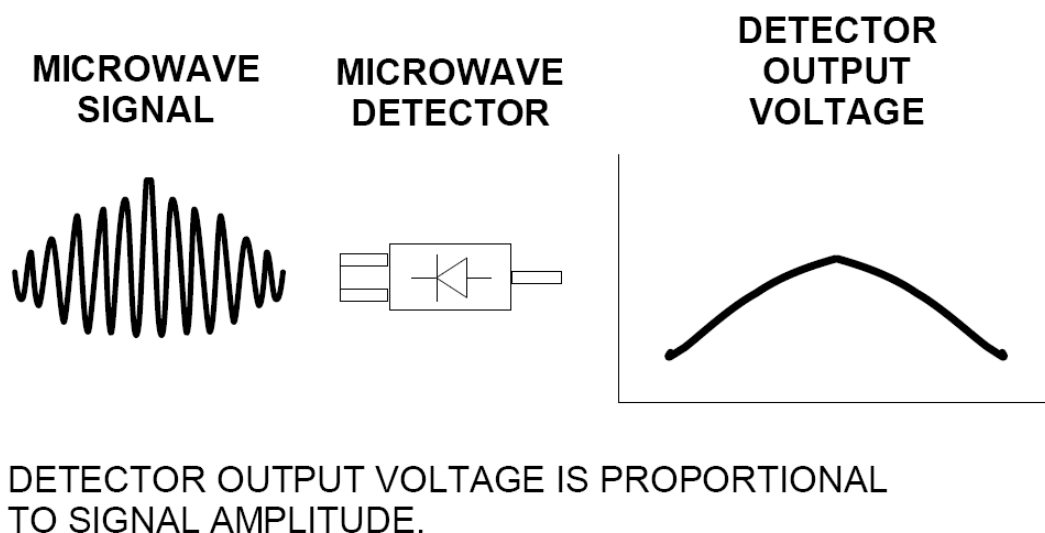 MICROWAVE
SIGNAL
MICROWAVE
DETECTOR
DETECTOR
OUTPUT
VOLTAGE
DETECTOR OUTPUT VOLTAGE IS PROPORTIONAL
TO SIGNAL AMPLITUDE.